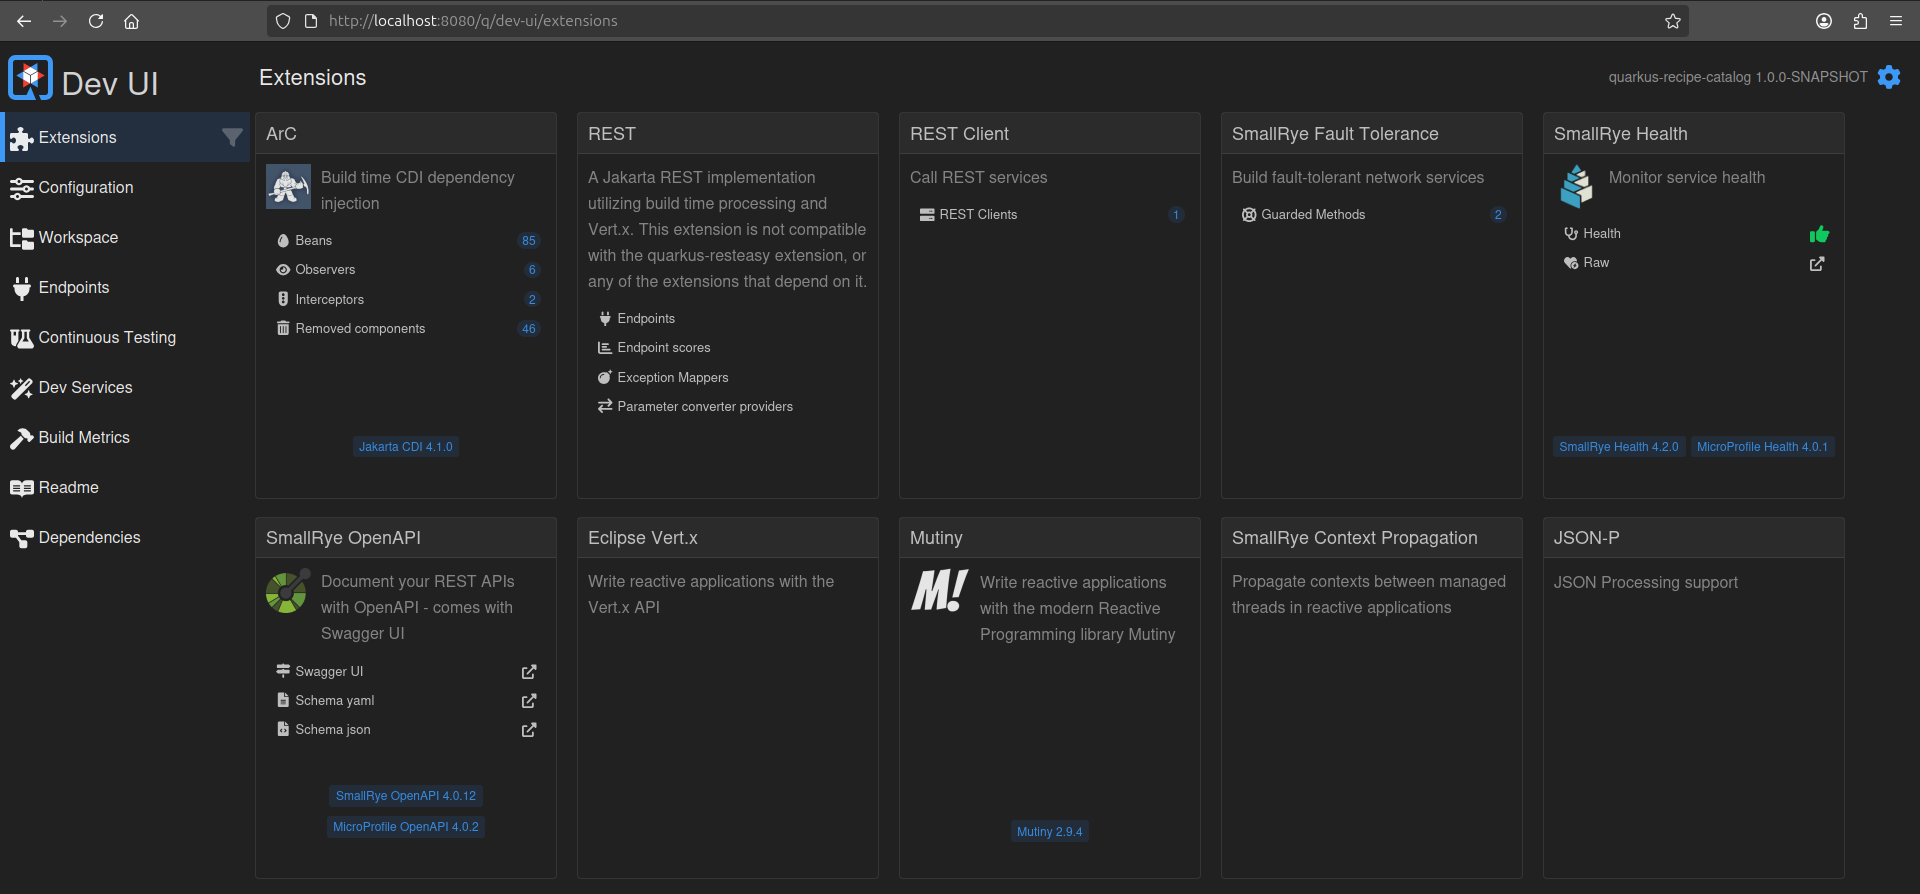 http://localhost:8080/q/dev-ui/extensions
Dev UI
Extensions
quarkus-recipe-catalog 1.0.0-SNAPSHOT
Extensions
Configuration
Workspace
Endpoints
Continuous Testing
Dev Services
Build Metrics
Readme
Dependencies
ArC
Build time CDI dependency
injection
Beans 85
Observers 6
Interceptors 2
Removed components 46
Jakarta CDI 4.1.0
REST
A Jakarta REST implementation
utilizing build time processing and
Vert.x. This extension is not compatible
with the quarkus-resteasy extension, or
any of the extensions that depend on it.
Endpoints
Endpoint scores
Exception Mappers
Parameter converter providers
REST Client
Call REST services
REST Clients 1
SmallRye Fault Tolerance
Build fault-tolerant network services
Guarded Methods 2
SmallRye Health
Monitor service health
Health
Raw
SmallRye Health 4.2.0 MicroProfile Health 4.0.1
SmallRye OpenAPI
Document your REST APIs
with OpenAPI - comes with
Swagger UI
Swagger UI
Schema yaml
Schema json
SmallRye OpenAPI 4.0.12
MicroProfile OpenAPI 4.0.2
Eclipse Vert.x
Write reactive applications with the
Vert.x API
Mutiny
M!
Write reactive applications
with the modern Reactive
Programming library Mutiny
Mutiny 2.9.4
SmallRye Context Propagation
Propagate contexts between managed
threads in reactive applications
JSON-P
JSON Processing support